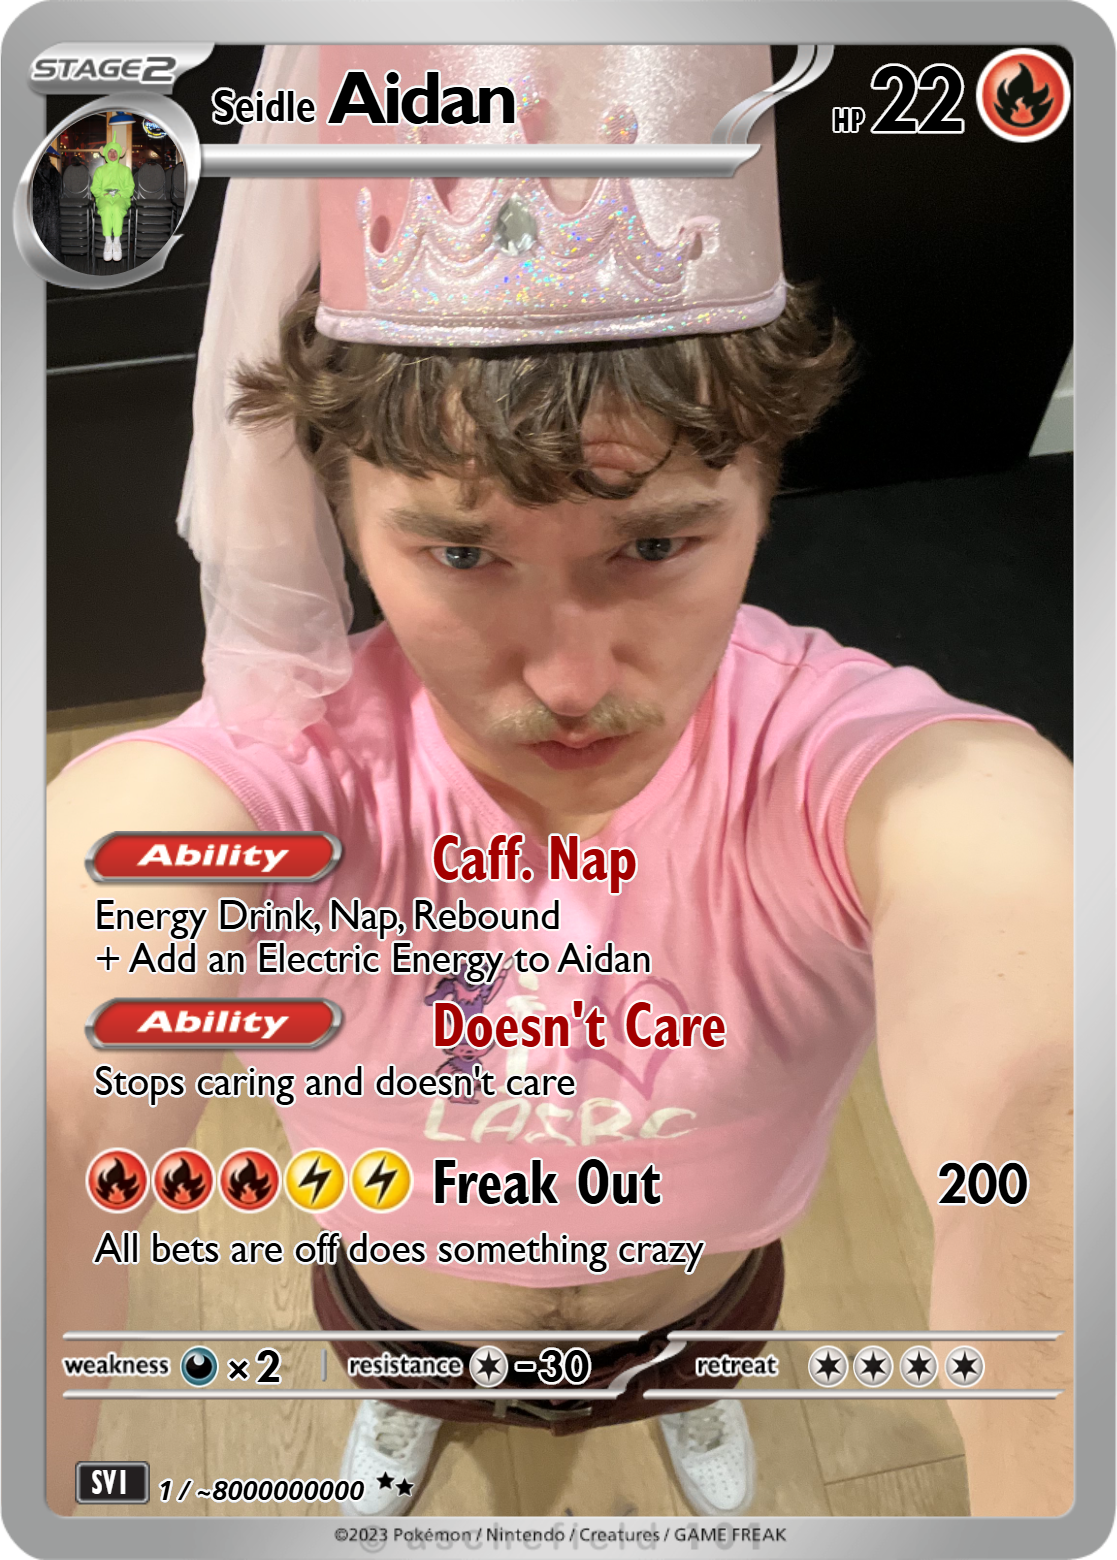 STAGE2
Seidle Aidan
HP 22
Ability Caff. Nap
Energy Drink, Nap, Rebound
+ Add an Electric Energy to Aidan
Ability Doesn't Care
Stops caring and doesn't care
I
LASRC
Freak Out 200
All bets are off does something crazy
weakness ×2 resistance -30 retreat
SVI 1 / ~8000000000
©2023 Pokémon / Nintendo / Creatures / GAME FREAK